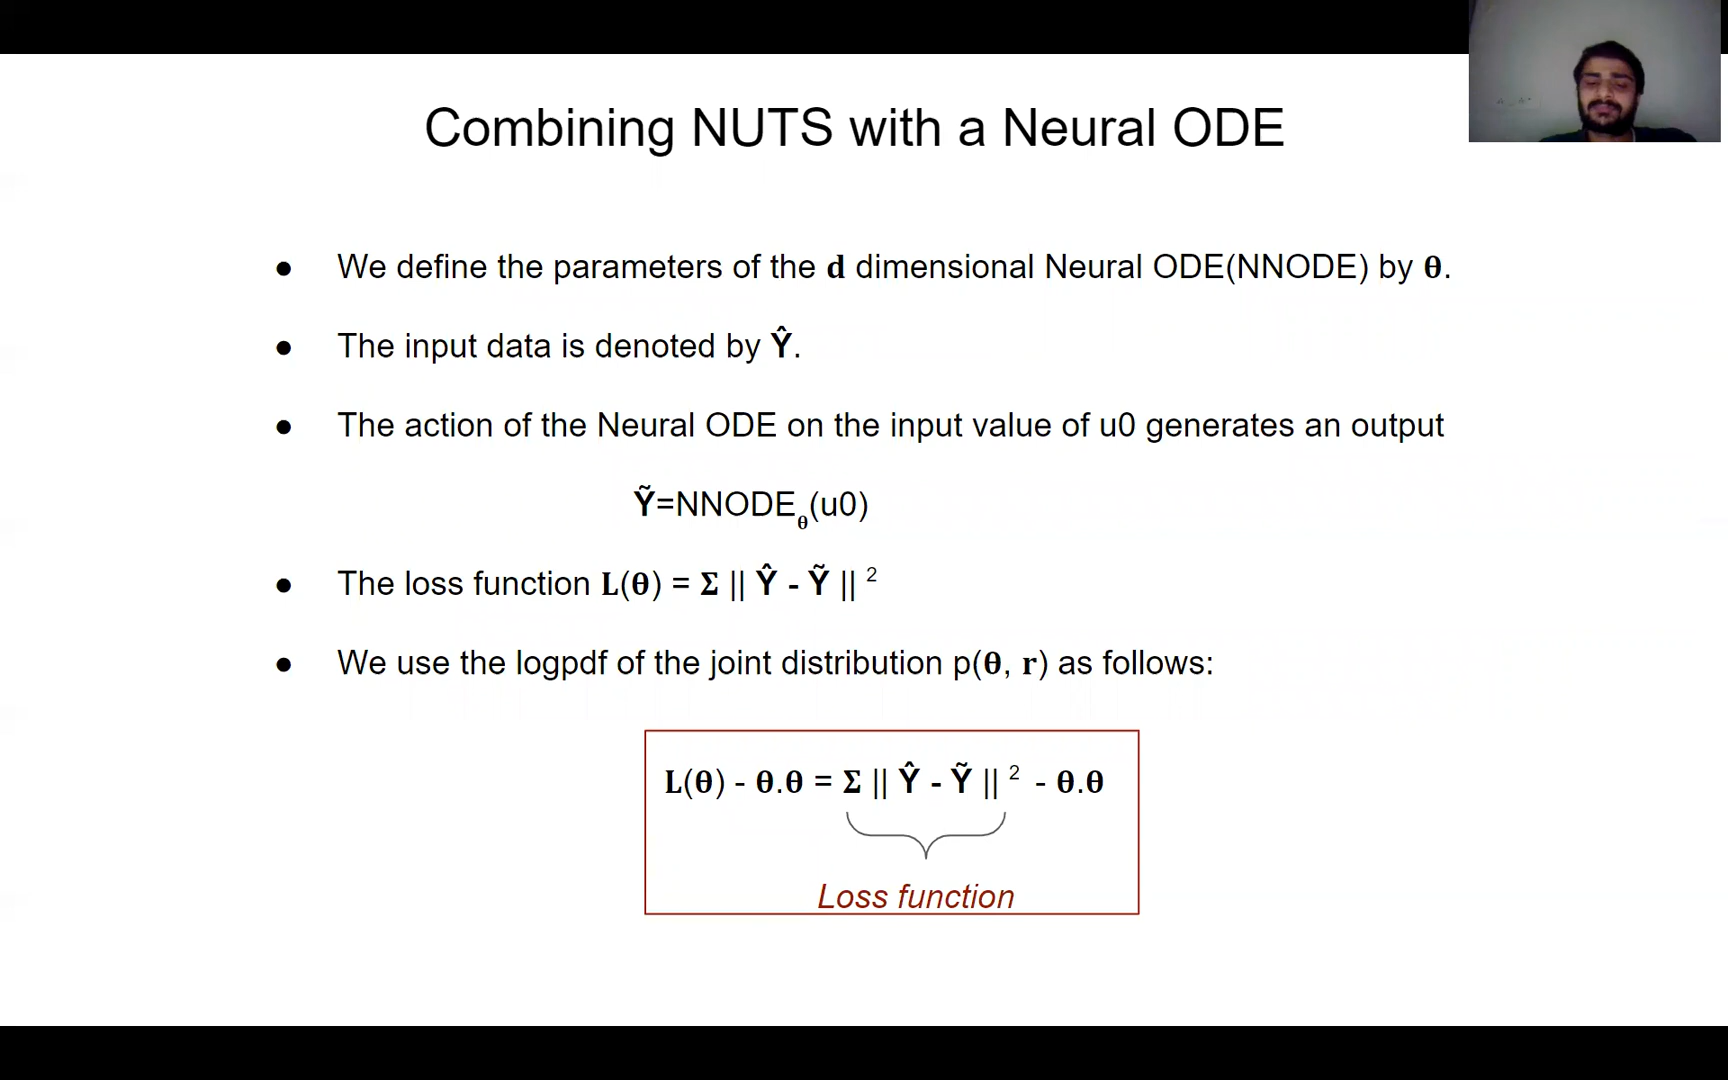 Combining NUTS with a Neural ODE
● We define the parameters of the d dimensional Neural ODE(NNODE) by θ.
● The input data is denoted by Ŷ.
● The action of the Neural ODE on the input value of u0 generates an output
Ỹ=NNODEθ(u0)
● The loss function L(θ) = Σ || Ŷ - Ỹ || ²
● We use the logpdf of the joint distribution p(θ, r) as follows:
L(θ) - θ.θ = Σ || Ŷ - Ỹ || ² - θ.θ
Loss function